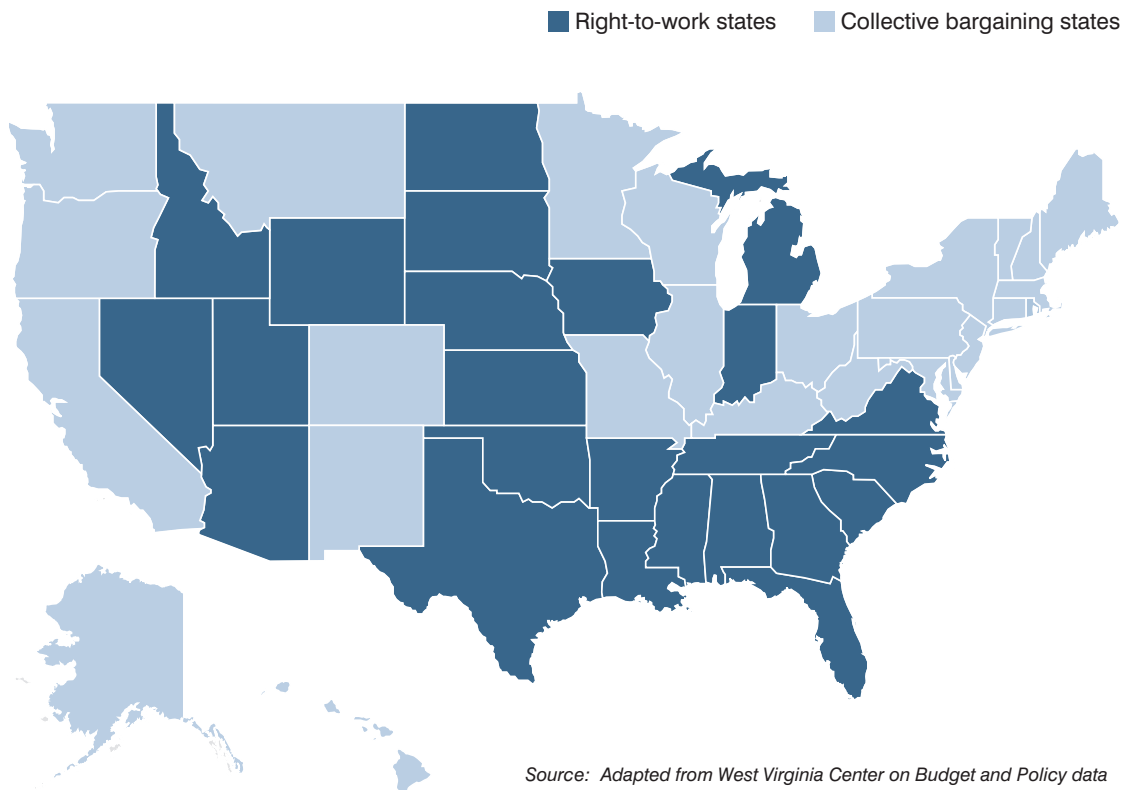 Right-to-work states
Collective bargaining states
Source: Adapted from West Virginia Center on Budget and Policy data